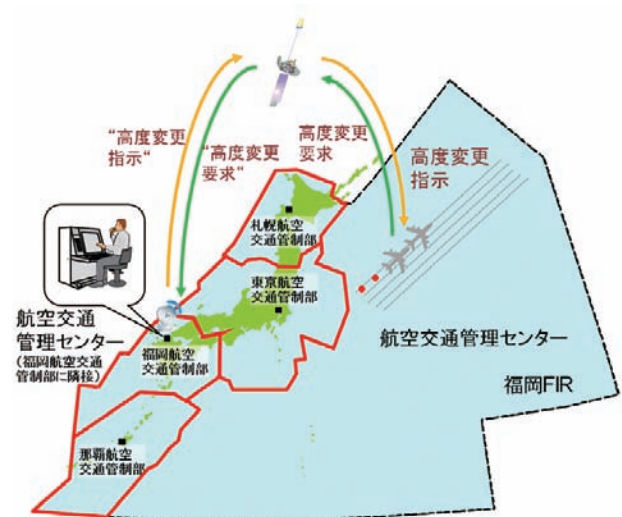 “高度変更
指示“
“高度変更
要求“
高度変更
要求
高度変更
指示
札幌航空
交通管制部
東京航空
交通管制部
航空交通
管理センター
(福岡航空交通
管制部に隣接)
福岡航空
交通管制部
航空交通管理センター
福岡FIR
那覇航空
交通管制部